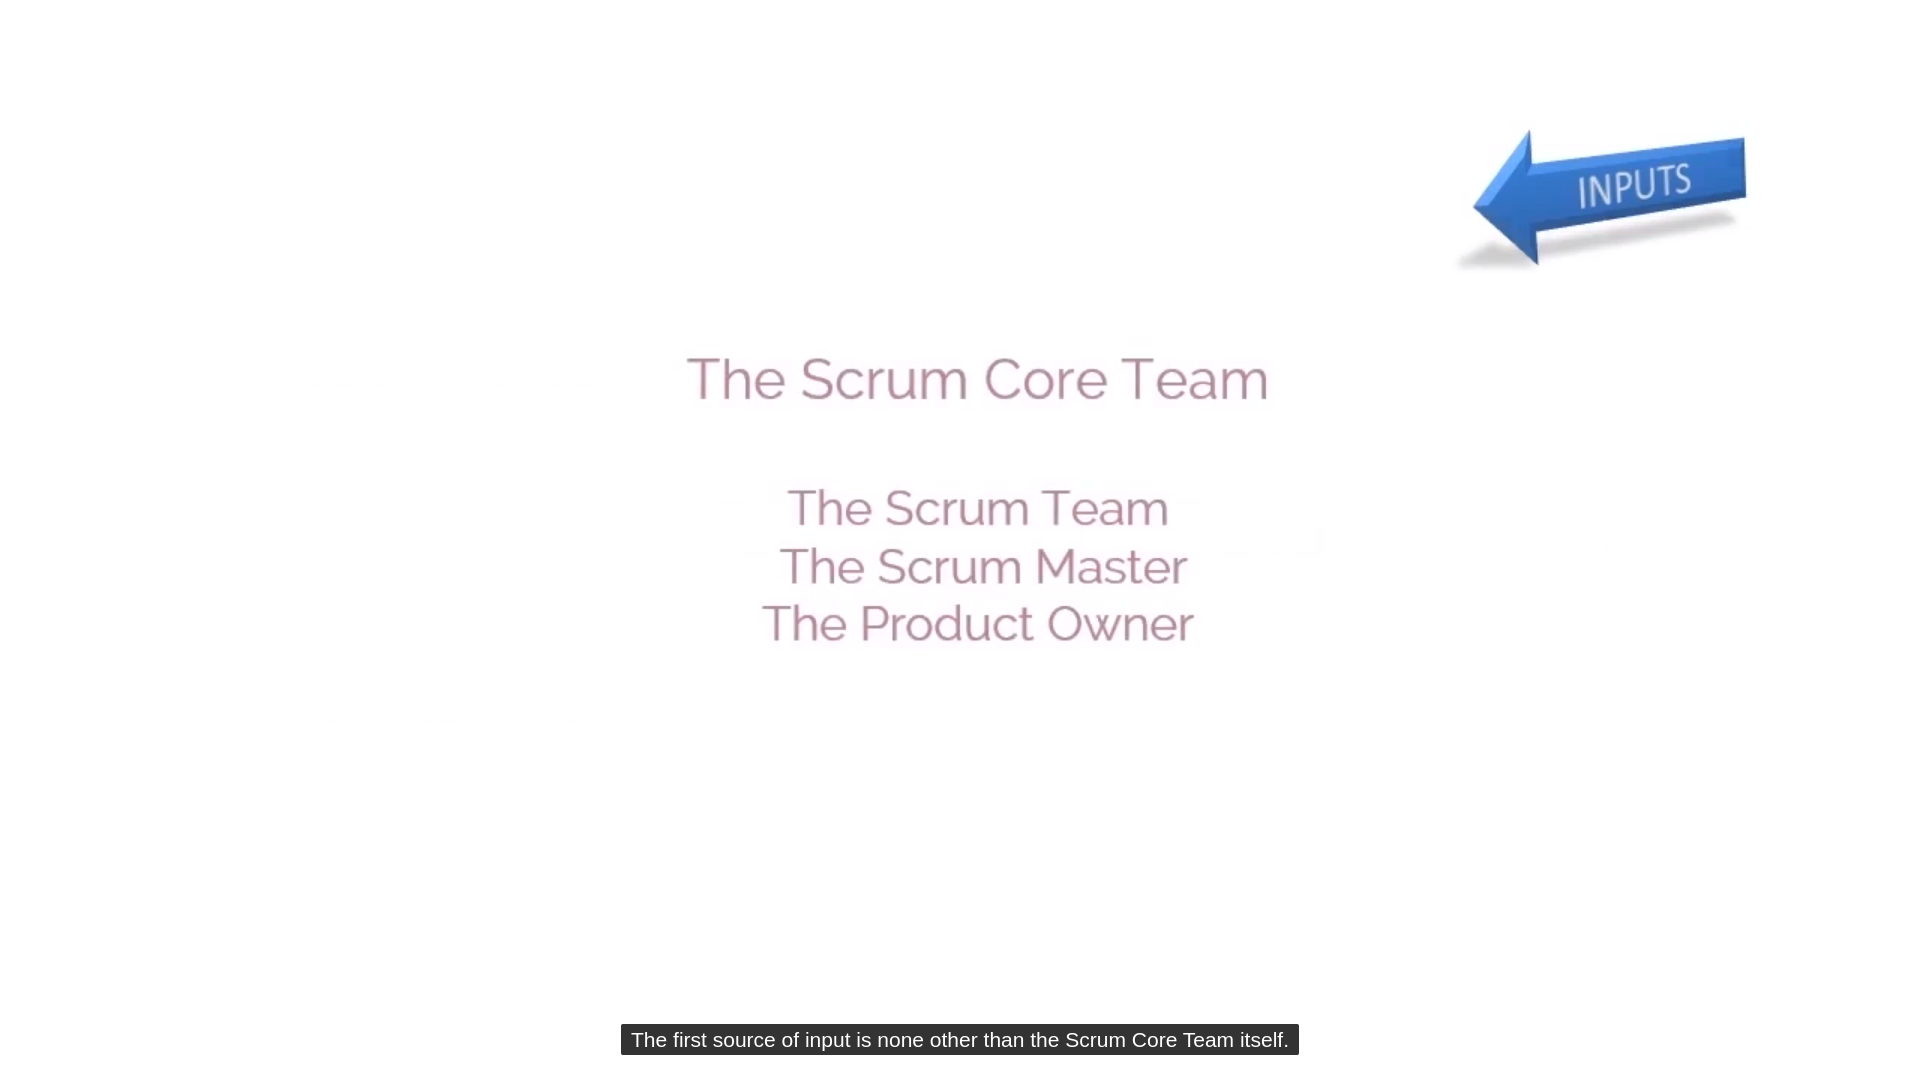 INPUTS
The Scrum Core Team
The Scrum Team
The Scrum Master
The Product Owner
The first source of input is none other than the Scrum Core Team itself.